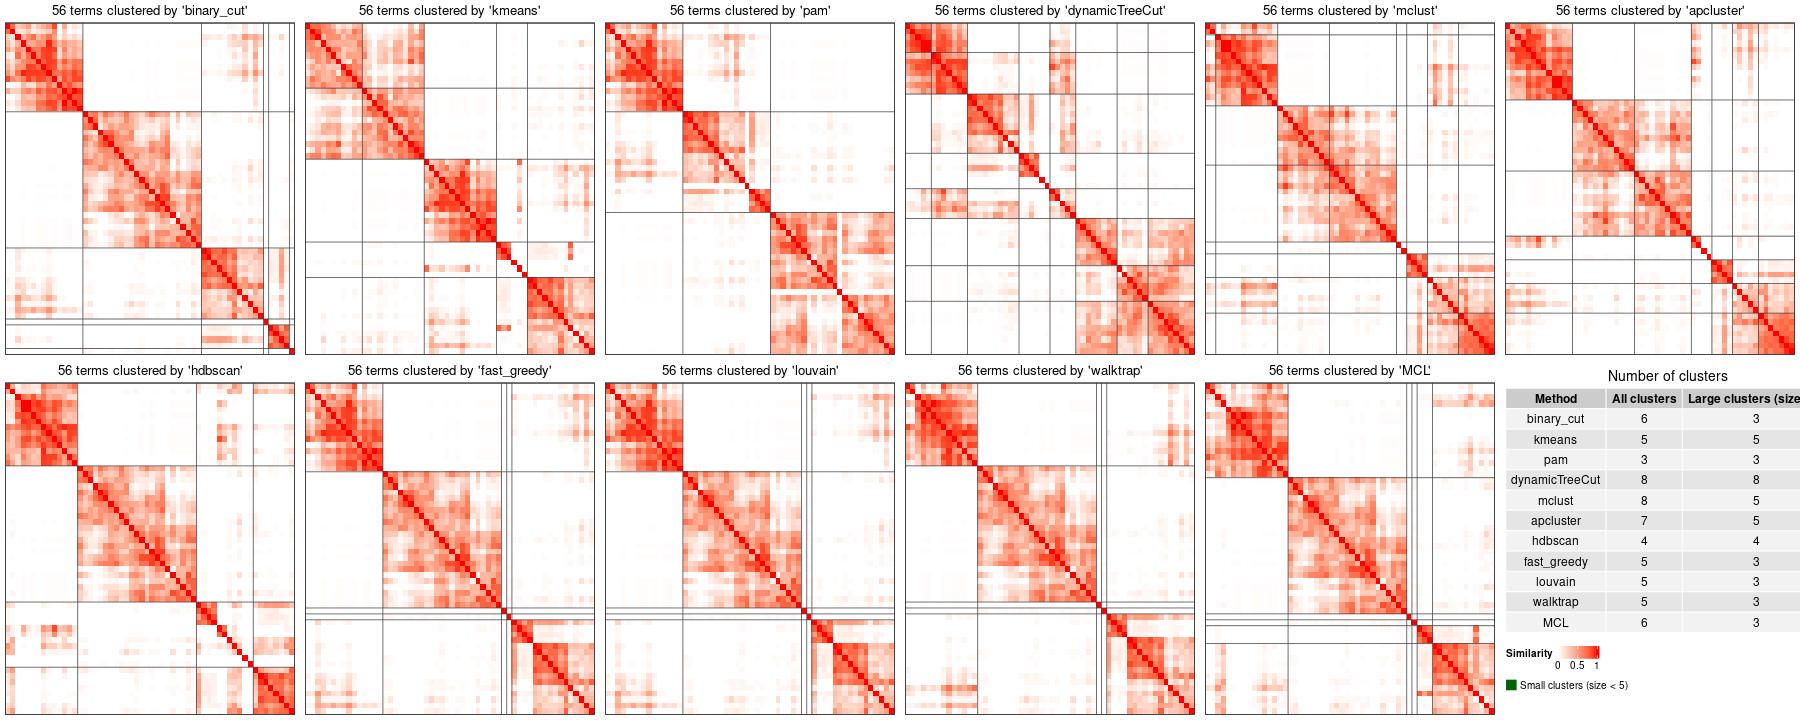 56 terms clustered by 'binary_cut'
56 terms clustered by 'kmeans'
56 terms clustered by 'pam'
56 terms clustered by 'dynamicTreeCut'
56 terms clustered by 'mclust'
56 terms clustered by 'apcluster'
56 terms clustered by 'hdbscan'
56 terms clustered by 'fast_greedy'
56 terms clustered by 'louvain'
56 terms clustered by 'walktrap'
56 terms clustered by 'MCL'
Number of clusters
Method All clusters Large clusters (size
binary_cut 6 3
kmeans 5 5
pam 3 3
dynamicTreeCut 8 8
mclust 8 5
apcluster 7 5
hdbscan 4 4
fast_greedy 5 3
louvain 5 3
walktrap 5 3
MCL 6 3
Similarity
0 0.5 1
Small clusters (size < 5)